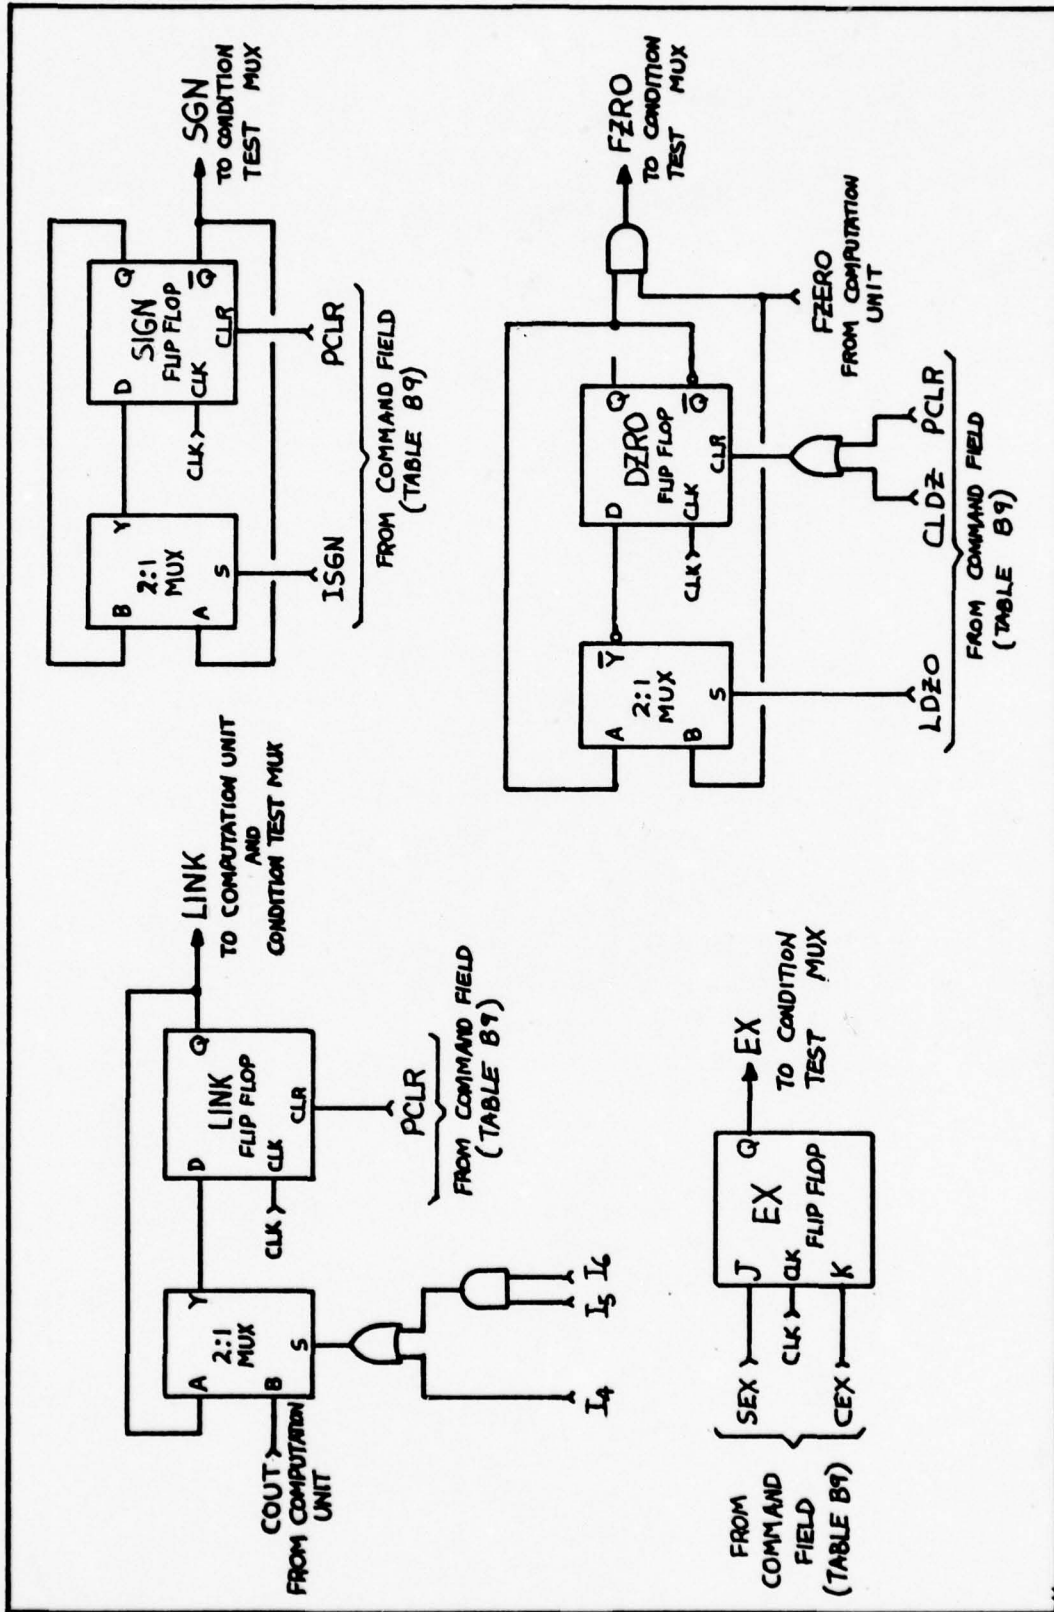 COUT
FROM COMPUTATION
UNIT
A
B
Y
2:1
MUX
S
I4
I5
I6
D
Q
LINK
FLIP FLOP
CLK
CLR
CLK
LINK
TO COMPUTATION UNIT
AND
CONDITION TEST MUX
PCLR
FROM COMMAND FIELD
(TABLE B9)
B
A
Y
2:1
MUX
S
ISGN
D
Q
SIGN
FLIP FLOP
Q̅
CLK
CLR
CLK
SGN
TO CONDITION
TEST MUX
PCLR
FROM COMMAND FIELD
(TABLE B9)
FROM
COMMAND
FIELD
(TABLE B9)
SEX
CLK
CEX
J
CLK
K
Q
EX
FLIP FLOP
EX
TO CONDITION
TEST MUX
A
B
Y̅
2:1
MUX
S
LDZO
D
Q
DZRO
FLIP FLOP
Q̅
CLK
CLR
CLK
FZRO
TO CONDITION
TEST MUX
CLDZ
PCLR
FROM COMMAND FIELD
(TABLE B9)
FZERO
FROM COMPUTATION
UNIT